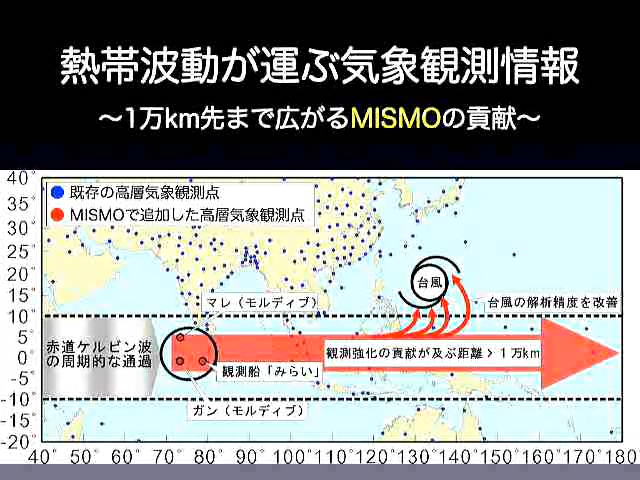 熱帯波動が運ぶ気象観測情報
～1万km先まで広がるMISMOの貢献～
40°
35°
30°
25°
20°
15°
10°
5°
0°
-5°
-10°
-15°
-20°
既存の高層気象観測点
MISMOで追加した高層気象観測点
台風
台風の解析精度を改善
マレ（モルディブ）
赤道ケルビン波
の周期的な通過
観測強化の貢献が及ぶ距離＞1万km
観測船「みらい」
ガン（モルディブ）
40° 50° 60° 70° 80° 90° 100° 110° 120° 130° 140° 150° 160° 170° 180